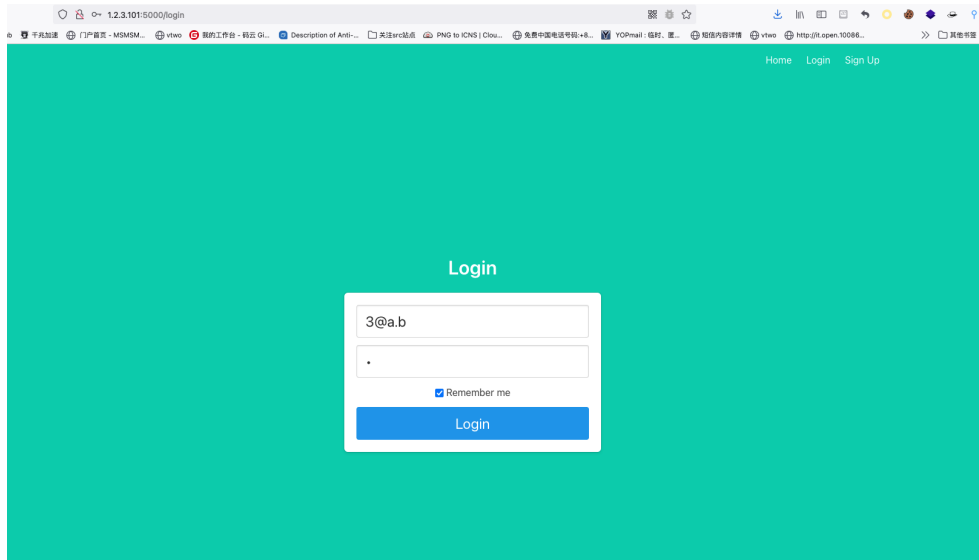 1.2.3.101:5000/login
千兆加速 门户首页 - MSMSM... vtwo 我的工作台 - 码云 Gi... Description of Anti-... 关注src站点 PNG to ICNS | Clou... 免费中国电话号码:+8... YOPmail : 临时、匿... 短信内容详情 vtwo http://it.open.10086... 其他书签
Home Login Sign Up
Login
3@a.b
Remember me
Login